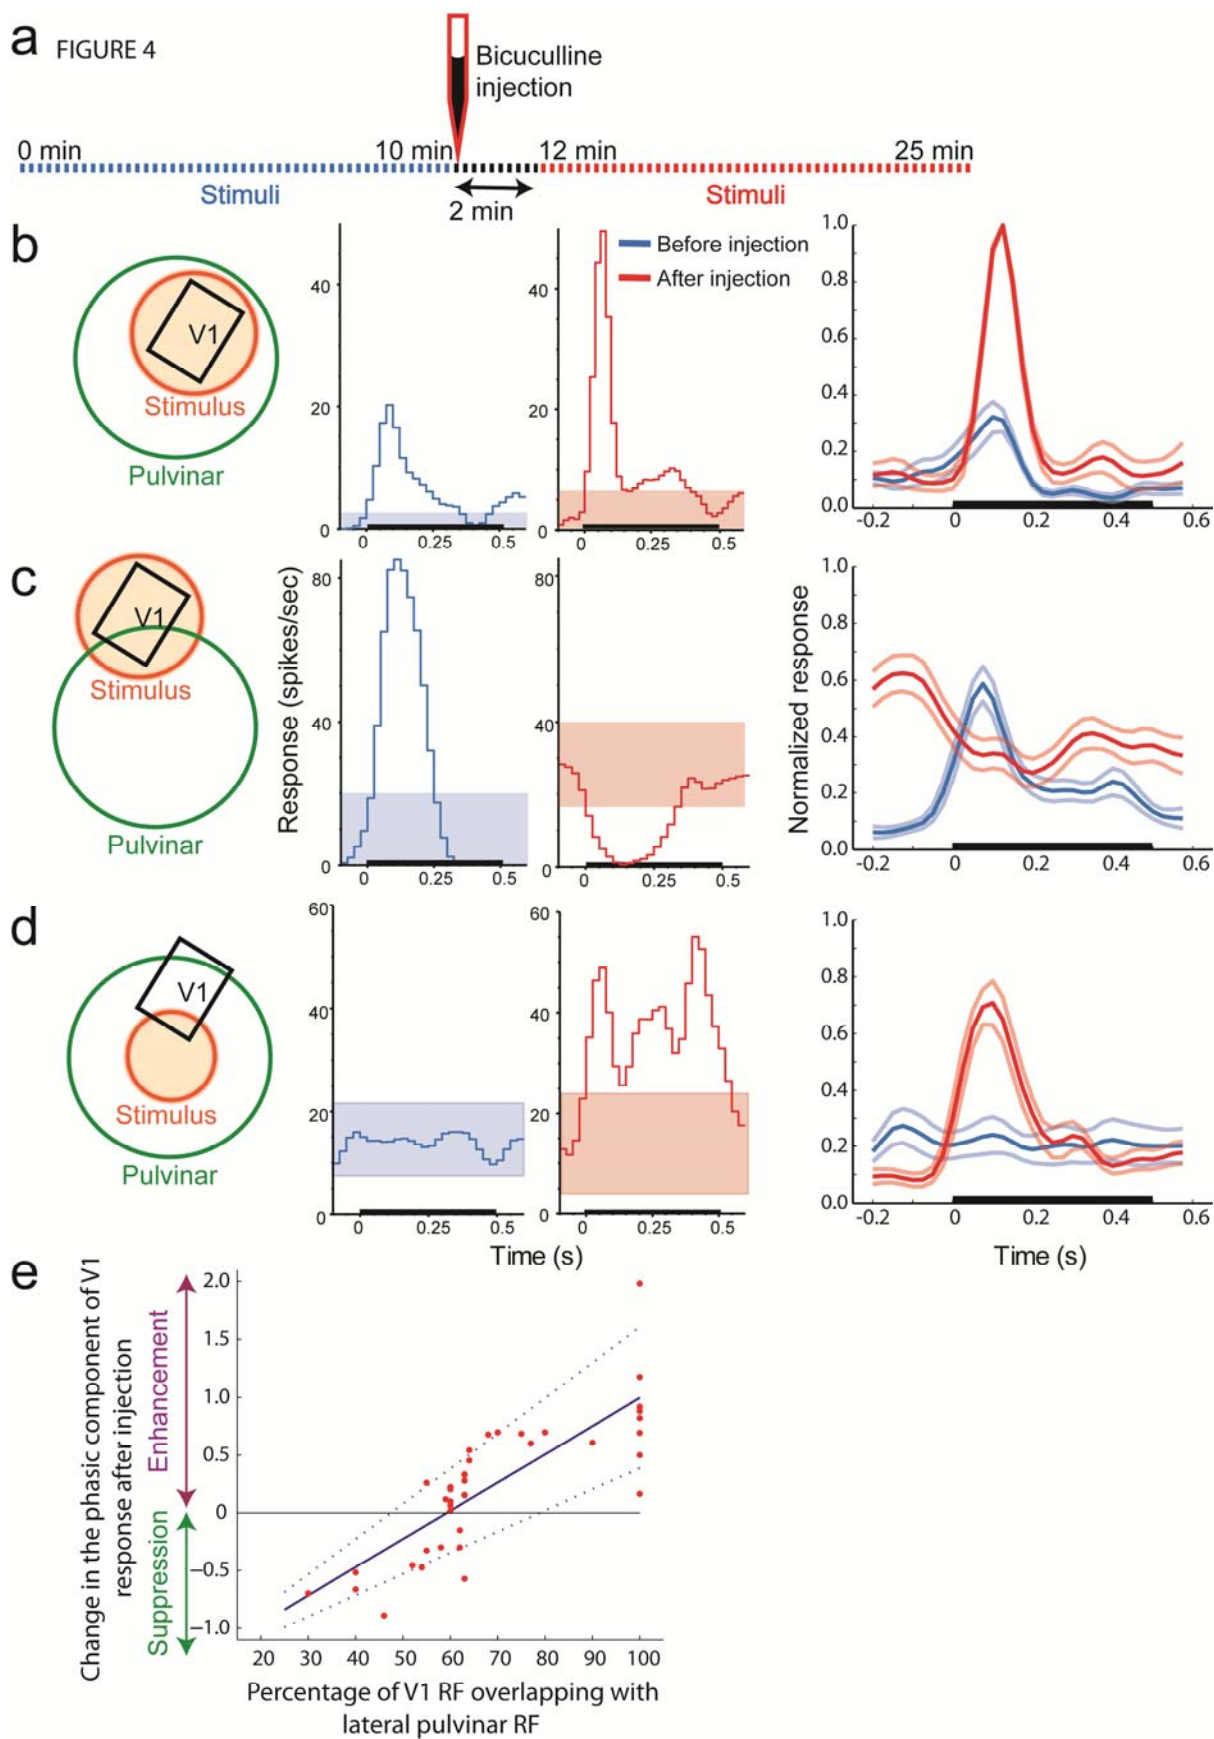 a FIGURE 4
Bicuculline
injection
0 min 10 min 12 min 25 min
Stimuli Stimuli
2 min
b
V1
Stimulus
Pulvinar
40
20
0
0 0.25 0.5
40
20
0
0 0.25 0.5
Before injection
After injection
1.0
0.8
0.6
0.4
0.2
0.0
-0.2 0 0.2 0.4 0.6
c
V1
Stimulus
Pulvinar
Response (spikes/sec)
80
40
0
0 0.25 0.5
80
40
0
0 0.25 0.5
Normalized response
1.0
0.8
0.6
0.4
0.2
0.0
-0.2 0 0.2 0.4 0.6
d
V1
Stimulus
Pulvinar
60
40
20
0
0 0.25 0.5
60
40
20
0
0 0.25 0.5
Time (s)
1.0
0.8
0.6
0.4
0.2
0.0
-0.2 0 0.2 0.4 0.6
Time (s)
e
Change in the phasic component of V1
response after injection
Enhancement
Suppression
2.0
1.5
1.0
0.5
0
−0.5
−1.0
20 30 40 50 60 70 80 90 100
Percentage of V1 RF overlapping with
lateral pulvinar RF